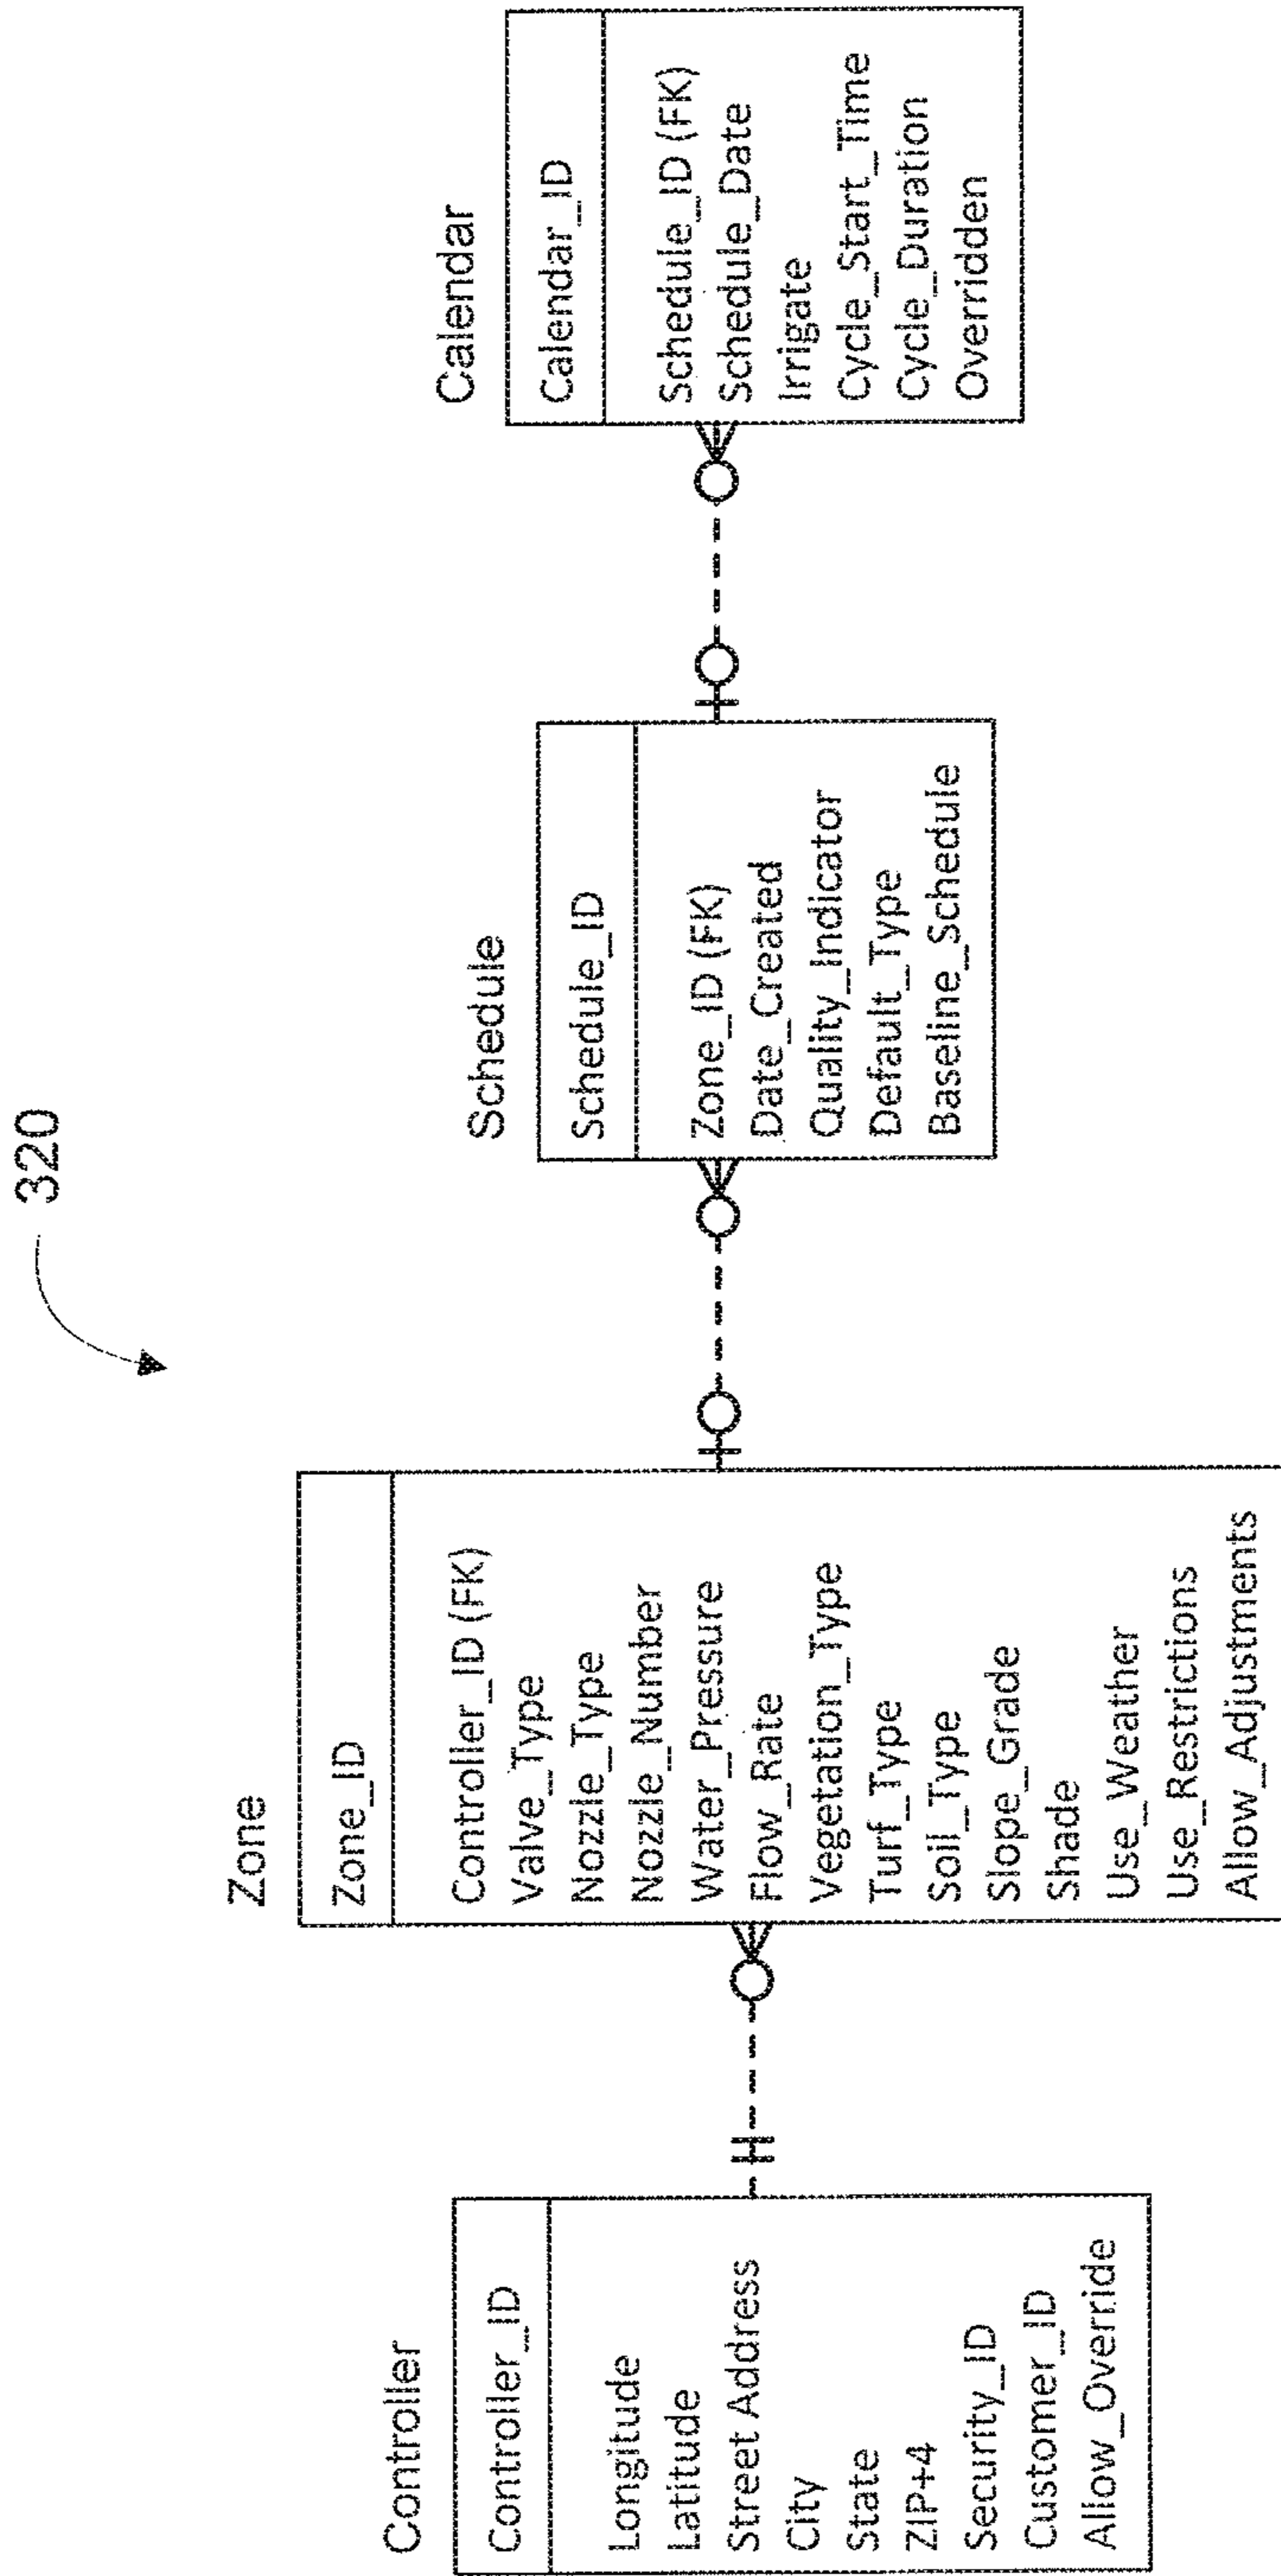 320
Controller
Controller_ID
Longitude
Latitude
Street Address
City
State
ZIP+4
Security_ID
Customer_ID
Allow_Override
Zone
Zone_ID
Controller_ID (FK)
Valve_Type
Nozzle_Type
Nozzle_Number
Water_Pressure
Flow_Rate
Vegetation_Type
Turf_Type
Soil_Type
Slope_Grade
Shade
Use_Weather
Use_Restrictions
Allow_Adjustments
Schedule
Schedule_ID
Zone_ID (FK)
Date_Created
Quality_Indicator
Default_Type
Baseline_Schedule
Calendar
Calendar_ID
Schedule_ID (FK)
Schedule_Date
Irrigate
Cycle_Start_Time
Cycle_Duration
Overridden